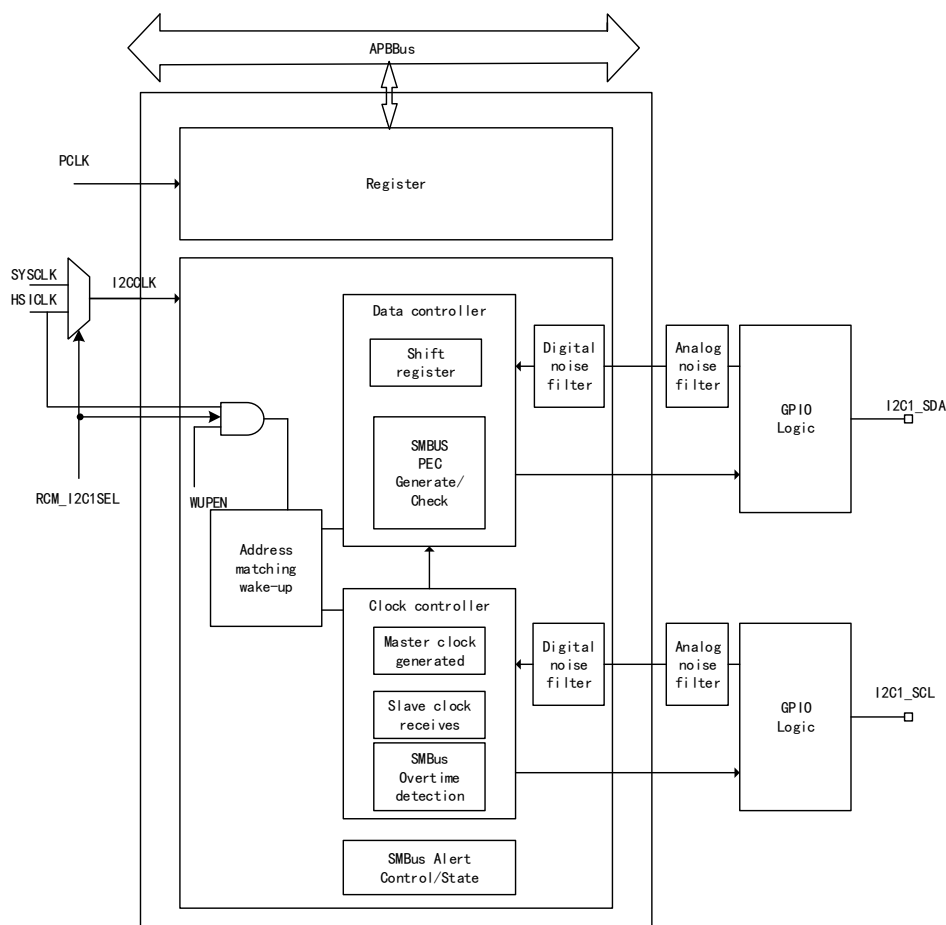 APBBus
PCLK
Register
SYSCLK
HSICLK
I2CCLK
Data controller
Shift
register
Digital
noise
filter
Analog
noise
filter
GPIO
Logic
I2C1_SDA
SMBUS
PEC
Generate/
Check
RCM_I2C1SEL
WUPEN
Address
matching
wake-up
Clock controller
Master clock
generated
Digital
noise
filter
Analog
noise
filter
GPIO
Logic
I2C1_SCL
Slave clock
receives
SMBus
Overtime
detection
SMBus Alert
Control/State